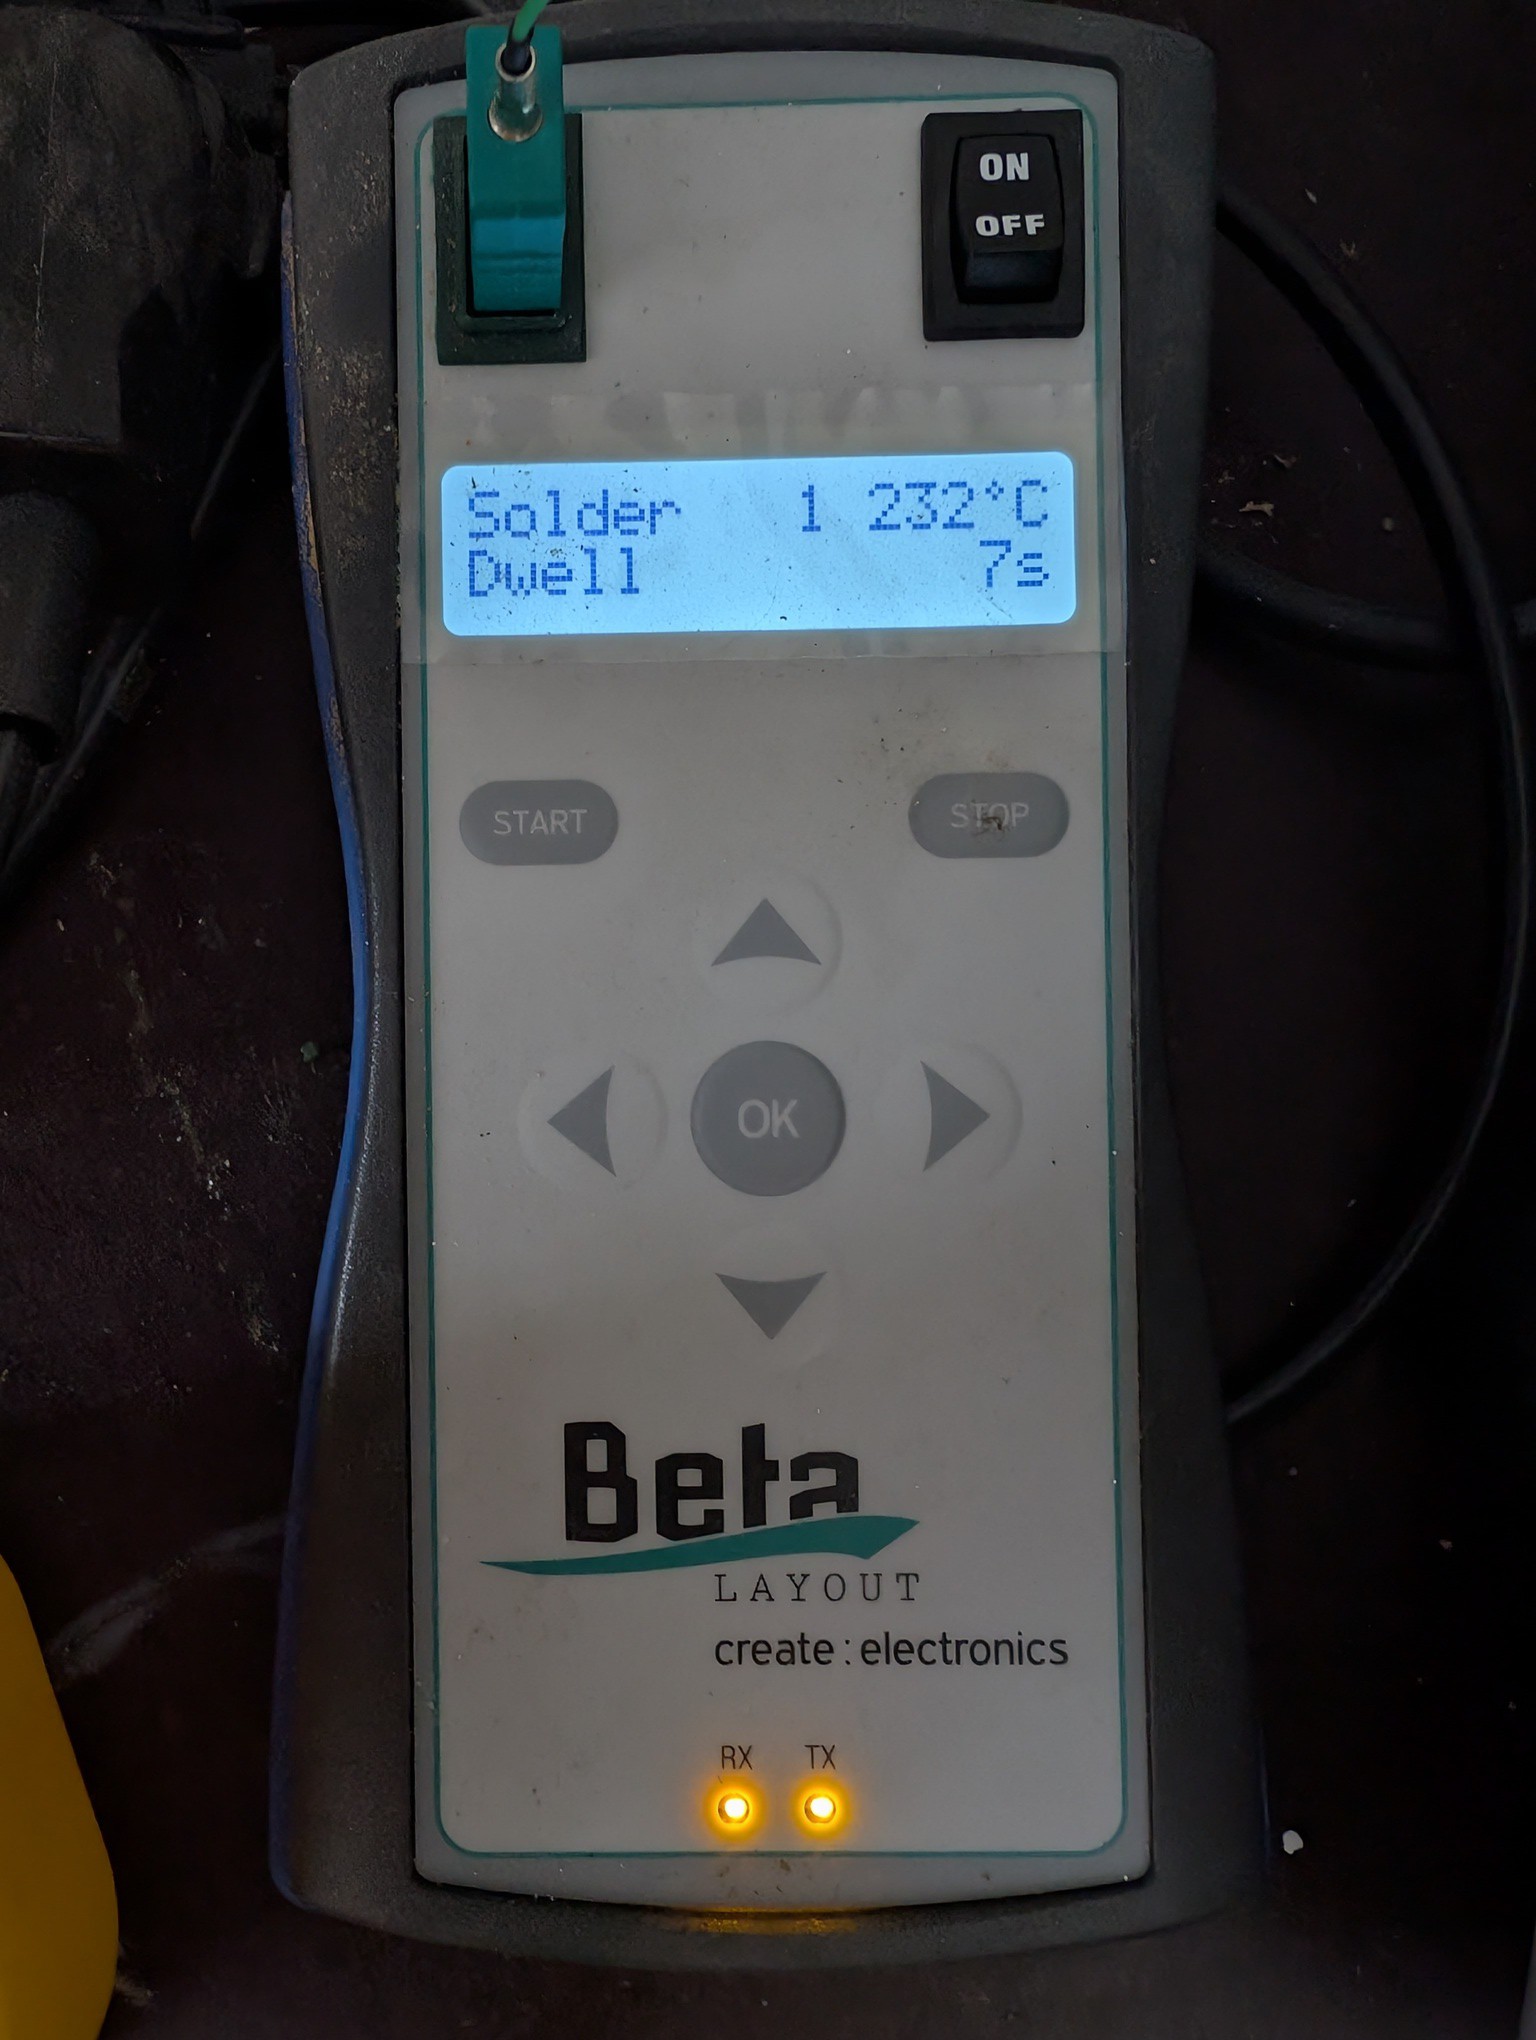 ON
OFF
Solder 1 232°C
Dwell 7s
START
STOP
OK
Beta
LAYOUT
create:electronics
RX TX